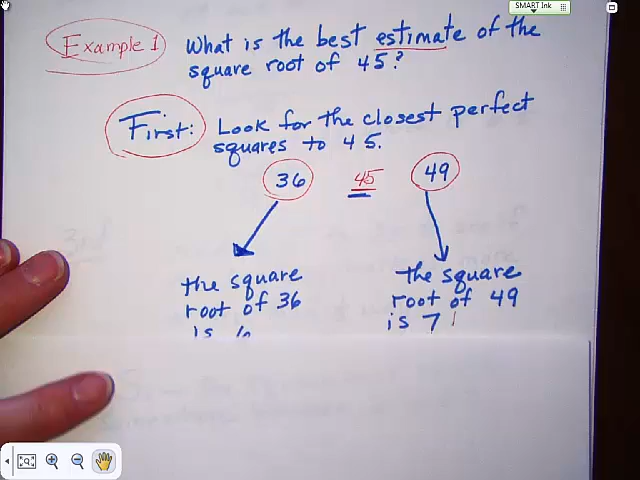 SMART Ink
Example 1
What is the best estimate of the
square root of 45?
First: Look for the closest perfect
squares to 45.
36 45 49
the square
root of 36
is 6
the square
root of 49
is 7